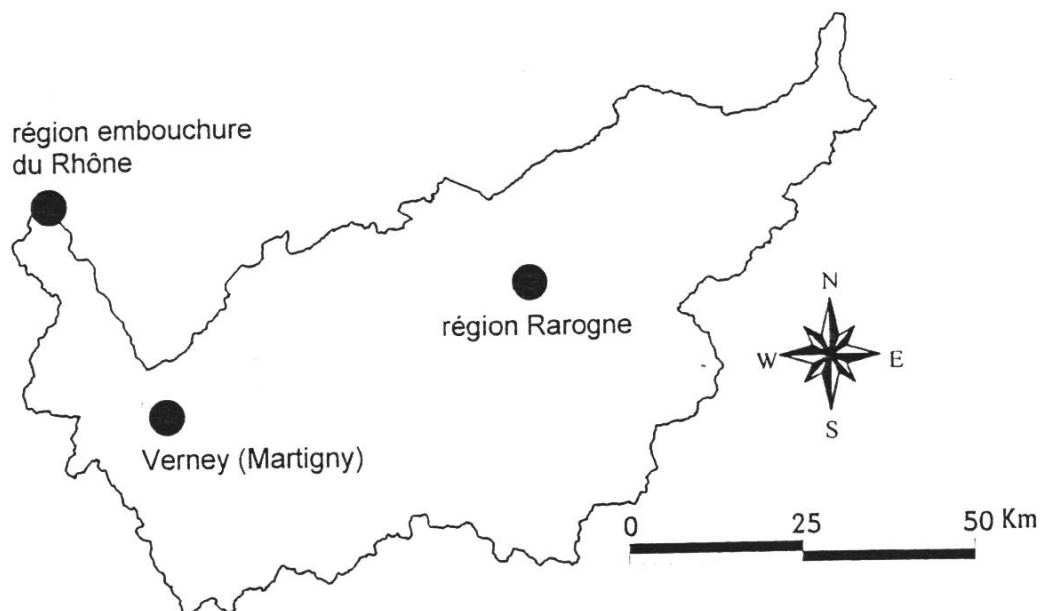 région embouchure
du Rhône
région Rarogne
Verney (Martigny)
N
W E
S
0 25 50 Km